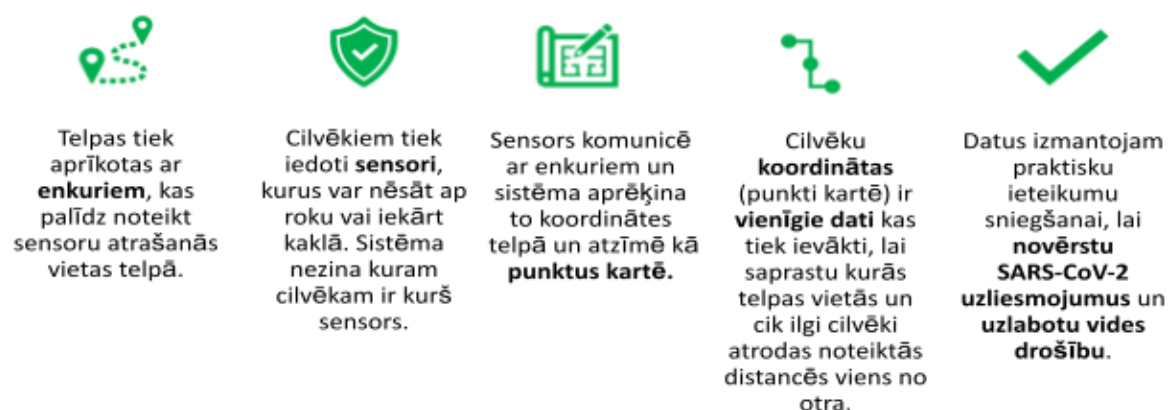 Telpas tiek
aprīkotas ar
enkuriem, kas
palīdz noteikt
sensoru atrašanās
vietas telpā.
Cilvēkiem tiek
iedoti sensori,
kurus var nēsāt ap
roku vai iekārt
kaklā. Sistēma
nezina kuram
cilvēkam ir kurš
sensors.
Sensors komunicē
ar enkuriem un
sistēma aprēķina
to koordinātes
telpā un atzīmē kā
punktus kartē.
Cilvēku
koordinātas
(punkti kartē) ir
vienīgie dati kas
tiek ievākti, lai
saprastu kurās
telpas vietās un
cik ilgi cilvēki
atrodas noteiktās
distancēs viens no
otra.
Datus izmantojam
praktisku
ieteikumu
sniegšanai, lai
novērstu
SARS-CoV-2
uzliesmojumus un
uzlabotu vides
drošību.